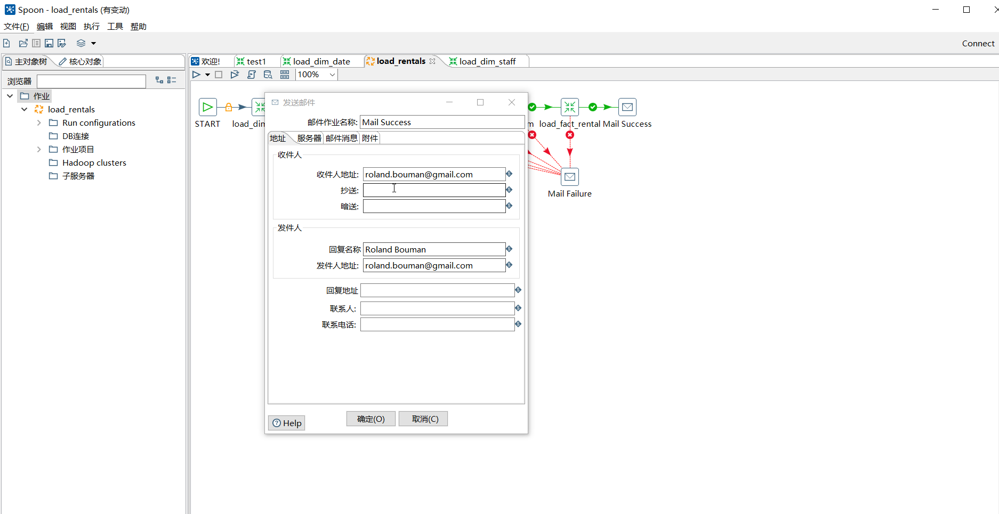 Spoon - load_rentals (有变动)
文件(F) 编辑 视图 执行 工具 帮助
Connect
主对象树 核心对象
欢迎! test1 load_dim_date load_rentals load_dim_staff
浏览器
100%
作业
load_rentals
Run configurations
DB连接
作业项目
Hadoop clusters
子服务器
START load_dim
m load_fact_rental Mail Success
Mail Failure
发送邮件
邮件作业名称: Mail Success
地址 服务器 邮件消息 附件
收件人
收件人地址: roland.bouman@gmail.com
抄送:
暗送:
发件人
回复名称 Roland Bouman
发件人地址: roland.bouman@gmail.com
回复地址
联系人:
联系电话:
Help 确定(O) 取消(C)